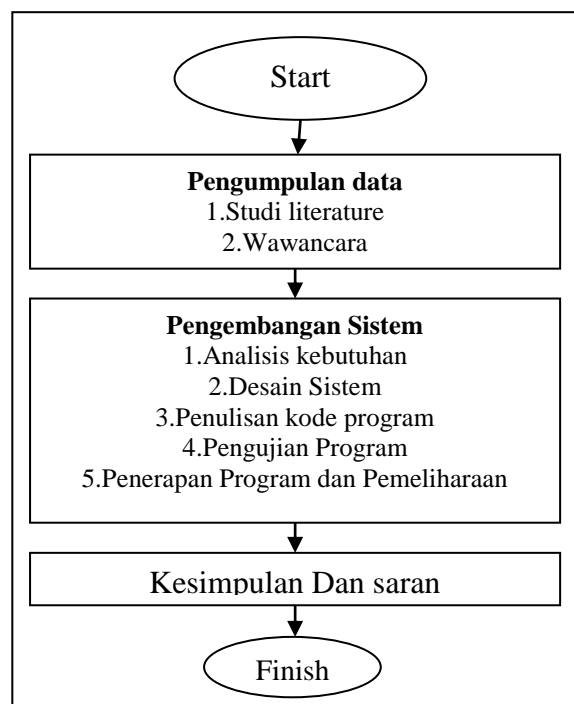 Start
Pengumpulan data
1.Studi literature
2.Wawancara
Pengembangan Sistem
1.Analisis kebutuhan
2.Desain Sistem
3.Penulisan kode program
4.Pengujian Program
5.Penerapan Program dan Pemeliharaan
Kesimpulan Dan saran
Finish